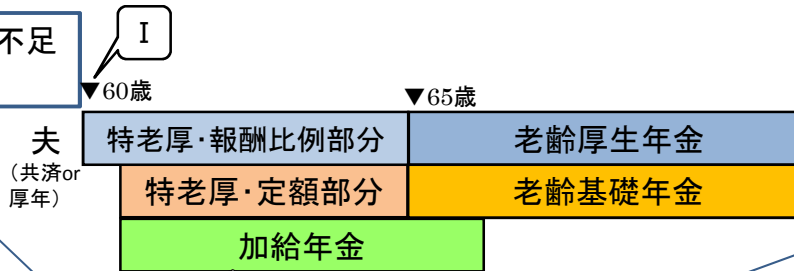 不足
I
▼60歳
▼65歳
夫
(共済or
厚年)
特老厚・報酬比例部分
老齢厚生年金
特老厚・定額部分
老齢基礎年金
加給年金